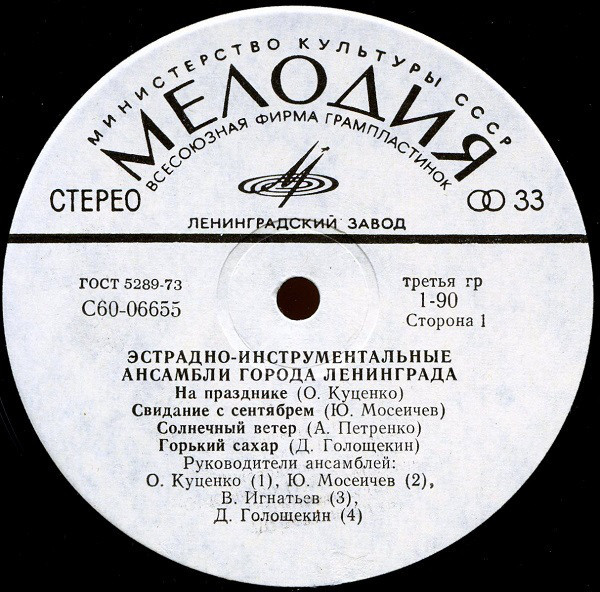 МИНИСТЕРСТВО КУЛЬТУРЫ СССР
МЕЛОДИЯ
ВСЕСОЮЗНАЯ ФИРМА ГРАМПЛАСТИНОК
СТЕРЕО
33
ЛЕНИНГРАДСКИЙ ЗАВОД
ГОСТ 5289-73
С60-06655
третья гр
1-90
Сторона 1
ЭСТРАДНО-ИНСТРУМЕНТАЛЬНЫЕ
АНСАМБЛИ ГОРОДА ЛЕНИНГРАДА
На празднике (О. Куценко)
Свидание с сентябрем (Ю. Мосеичев)
Солнечный ветер (А. Петренко)
Горький сахар (Д. Голощекин)
Руководители ансамблей:
О. Куценко (1), Ю. Мосеичев (2),
В. Игнатьев (3),
Д. Голощекин (4)